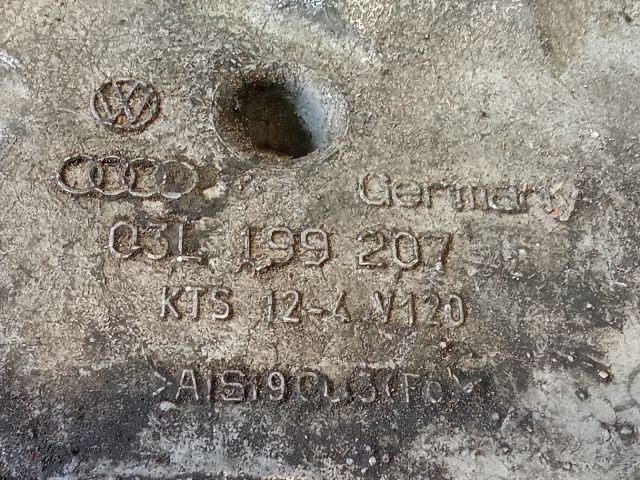 Germany
03L 199 207
KTS 12-4 V120
>AlSi9Cu3(Fe)<